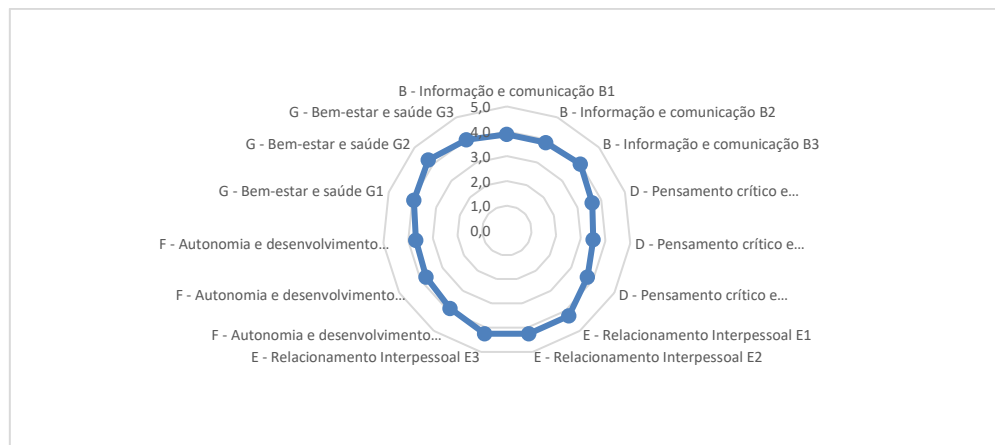 B - Informação e comunicação B1
B - Informação e comunicação B2
B - Informação e comunicação B3
D - Pensamento crítico e...
D - Pensamento crítico e...
D - Pensamento crítico e...
E - Relacionamento Interpessoal E1
E - Relacionamento Interpessoal E2
E - Relacionamento Interpessoal E3
F - Autonomia e desenvolvimento...
F - Autonomia e desenvolvimento...
F - Autonomia e desenvolvimento...
G - Bem-estar e saúde G1
G - Bem-estar e saúde G2
G - Bem-estar e saúde G3
5,0
4,0
3,0
2,0
1,0
0,0